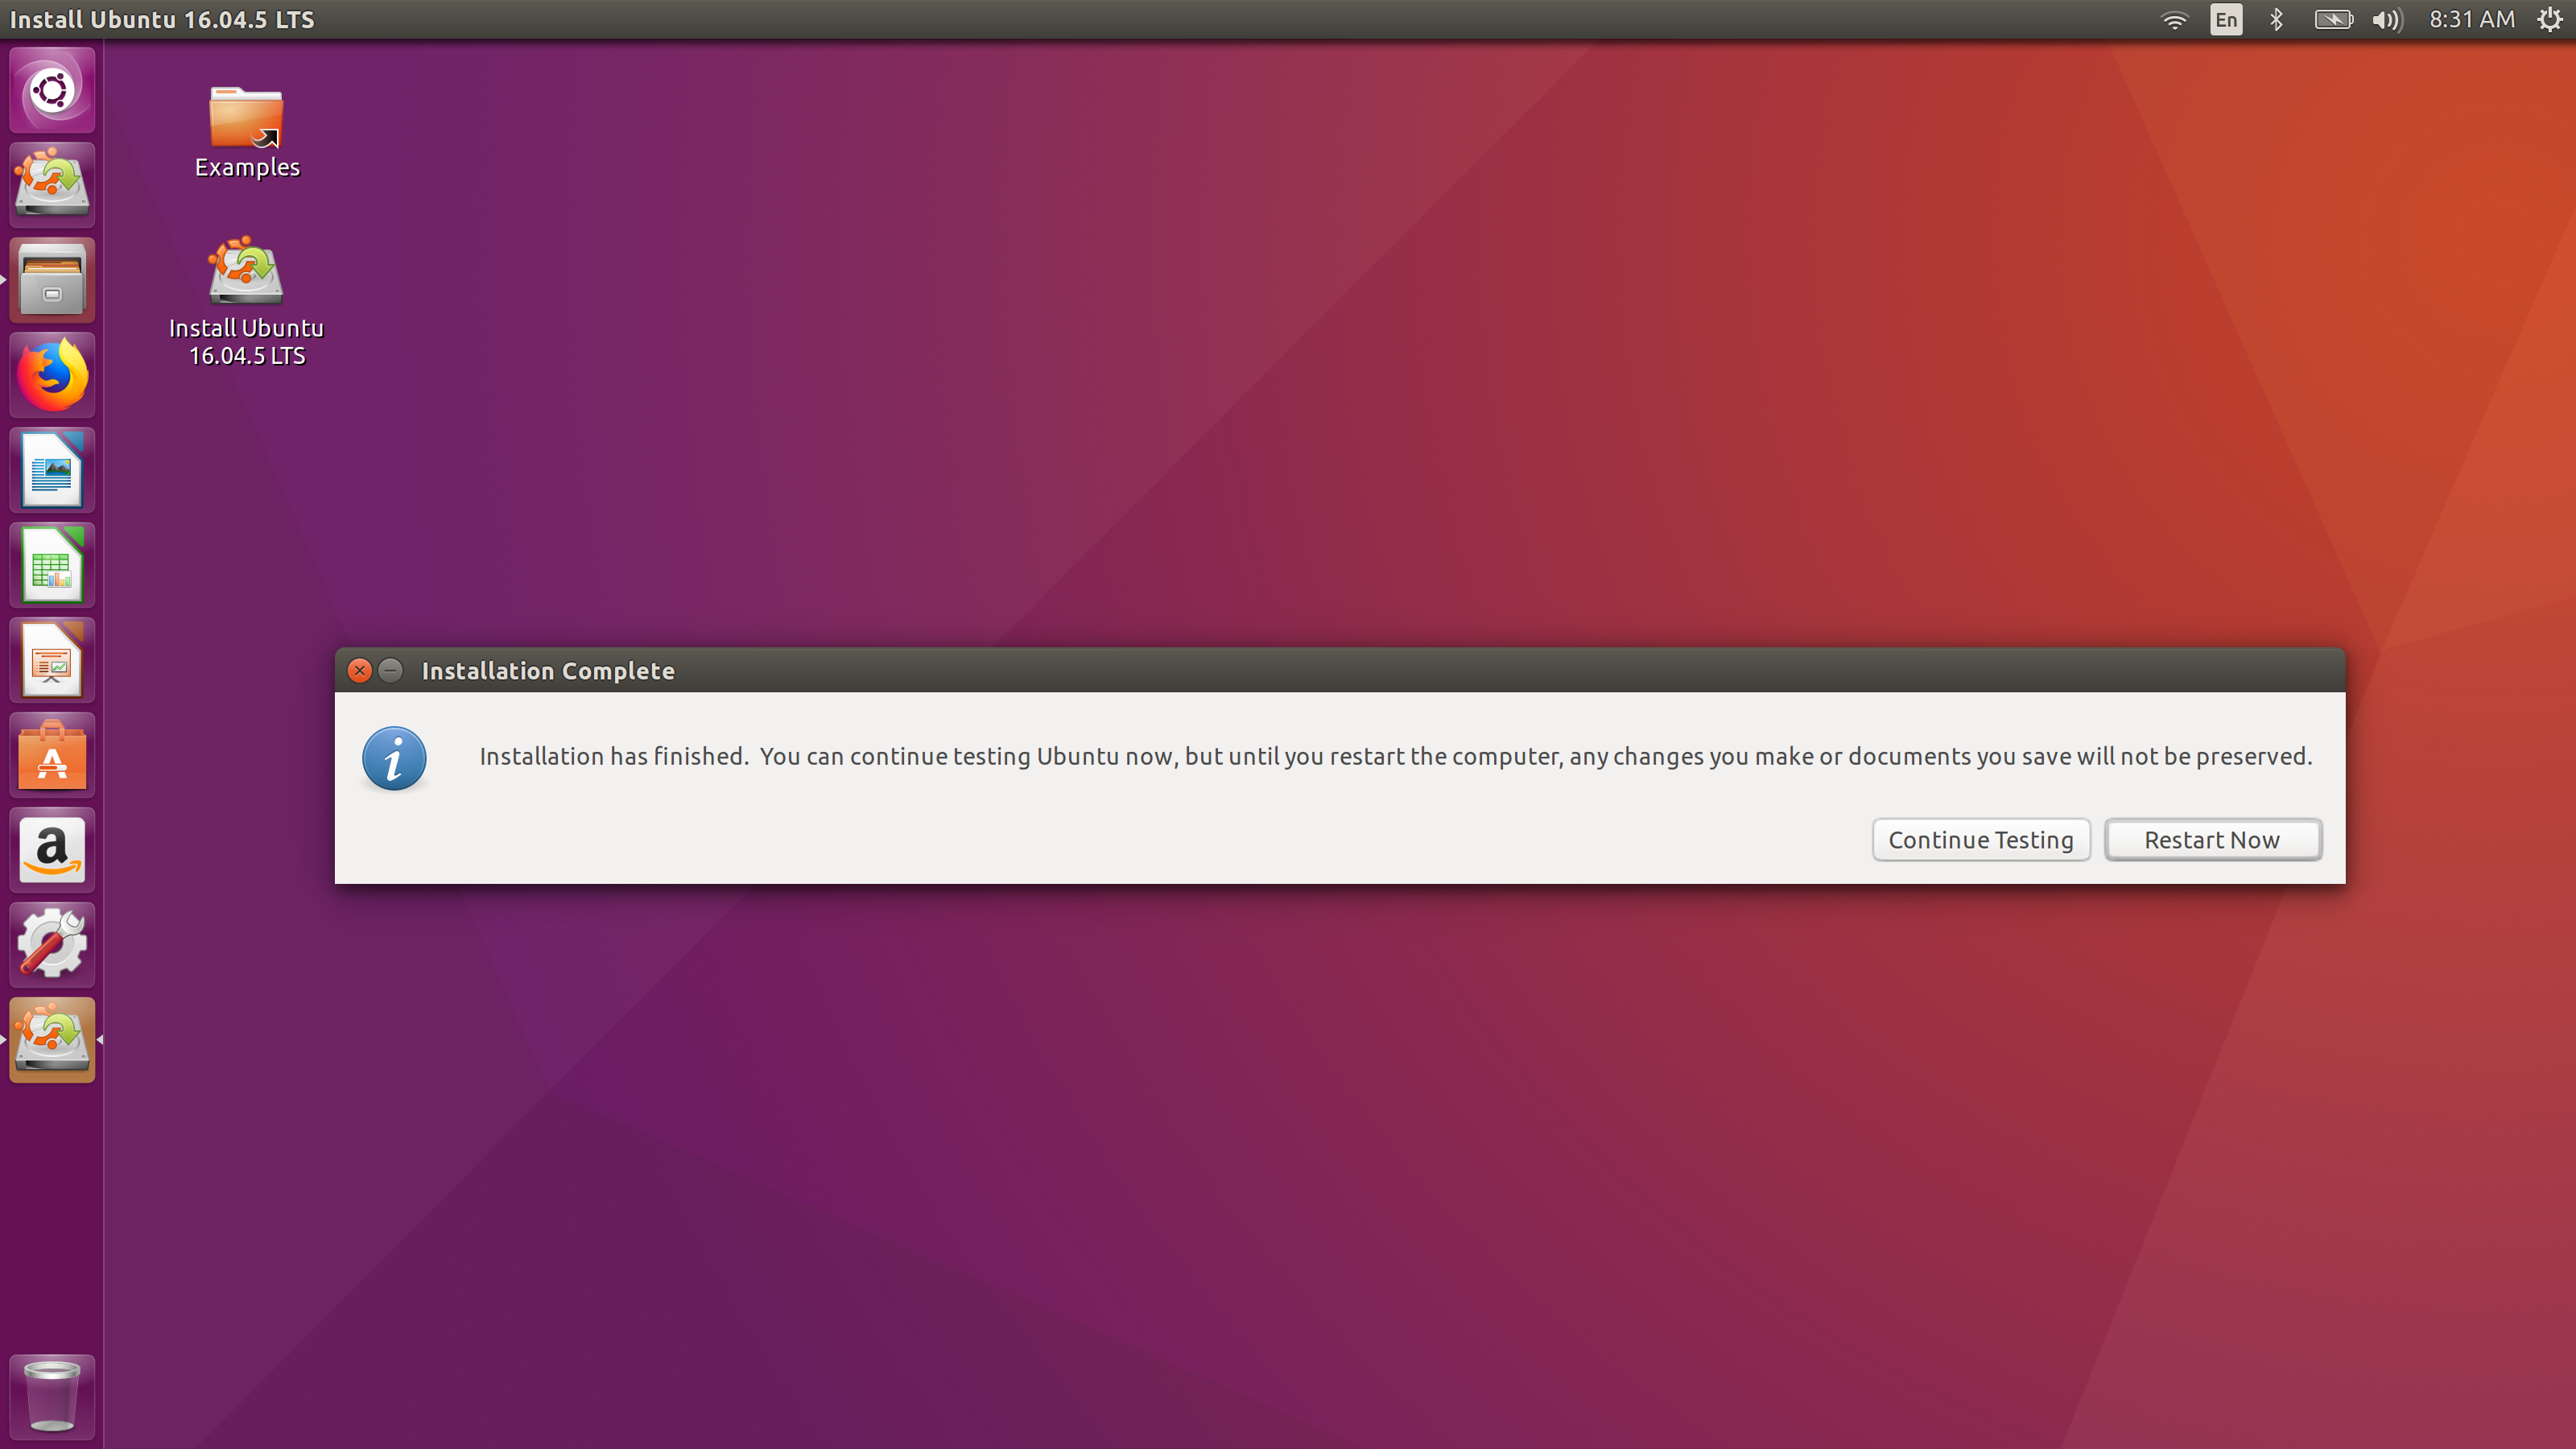 Install Ubuntu 16.04.5 LTS
En
8:31 AM
Examples
Install Ubuntu
16.04.5 LTS
Installation Complete
Installation has finished.  You can continue testing Ubuntu now, but until you restart the computer, any changes you make or documents you save will not be preserved.
Continue Testing
Restart Now